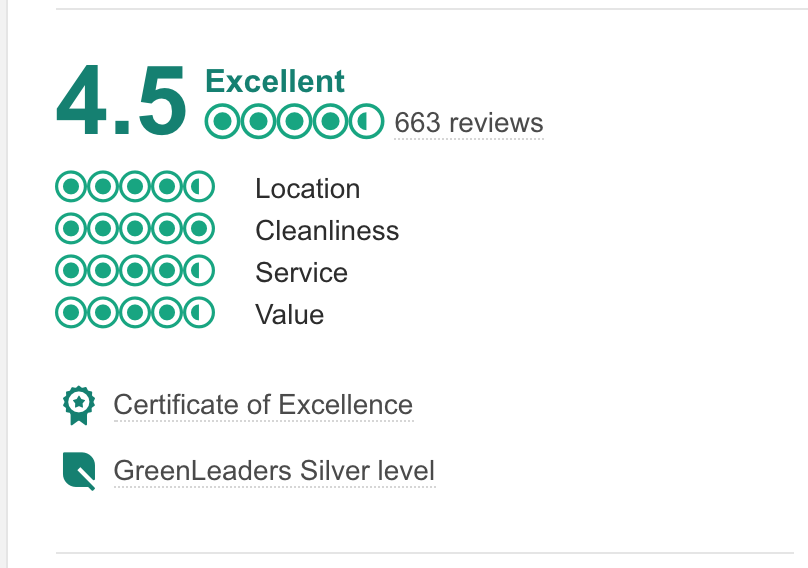 4.5 Excellent
663 reviews
Location
Cleanliness
Service
Value
Certificate of Excellence
GreenLeaders Silver level